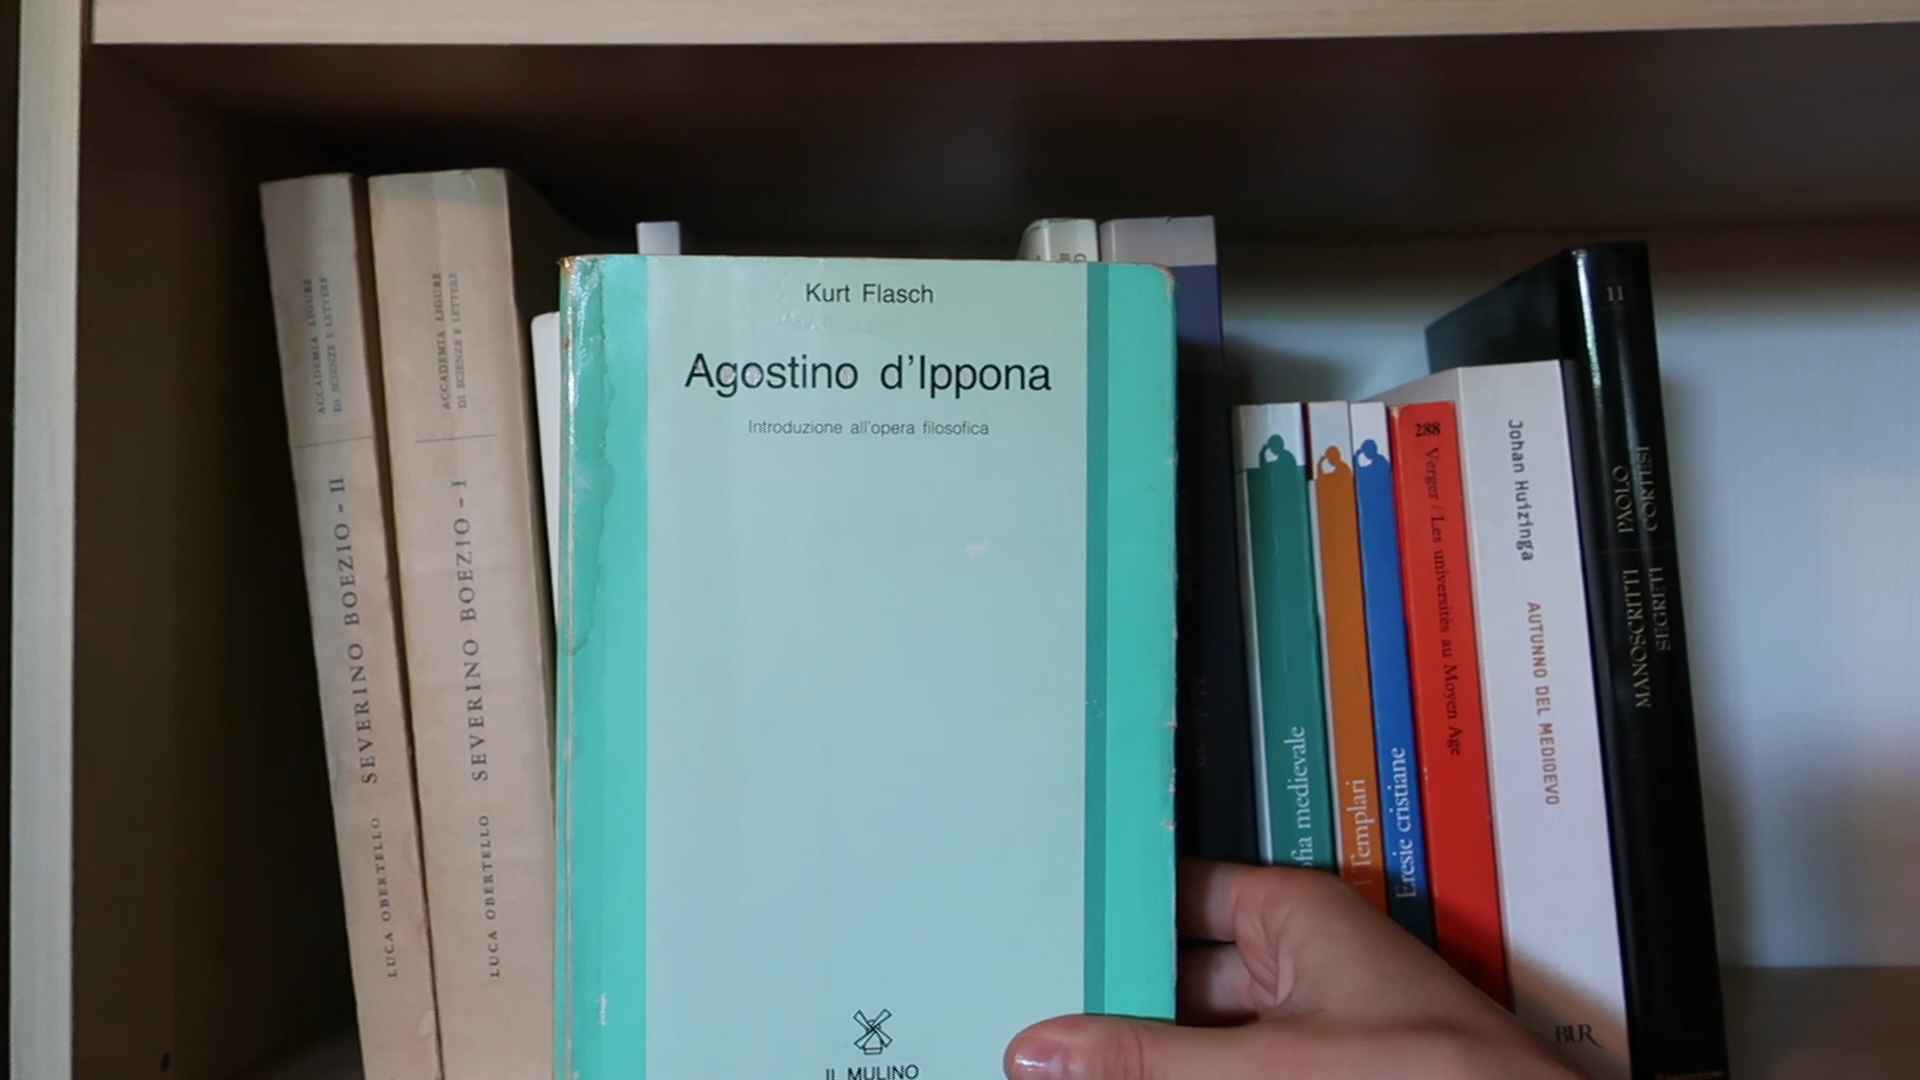 ACCADEMIA LIGURE
DI SCIENZE E LETTERE
SEVERINO BOEZIO - II
LUCA OBERTELLO
ACCADEMIA LIGURE
DI SCIENZE E LETTERE
SEVERINO BOEZIO - I
LUCA OBERTELLO
Kurt Flasch
Agostino d'Ippona
Introduzione all'opera filosofica
IL MULINO
medievale
I Templari
Eresie cristiane
288
Verger / Les universités au Moyen Age
Johan Huizinga
AUTUNNO DEL MEDIOEVO
BUR
II
PAOLO
CORTESI
MANOSCRITTI
SEGRETI